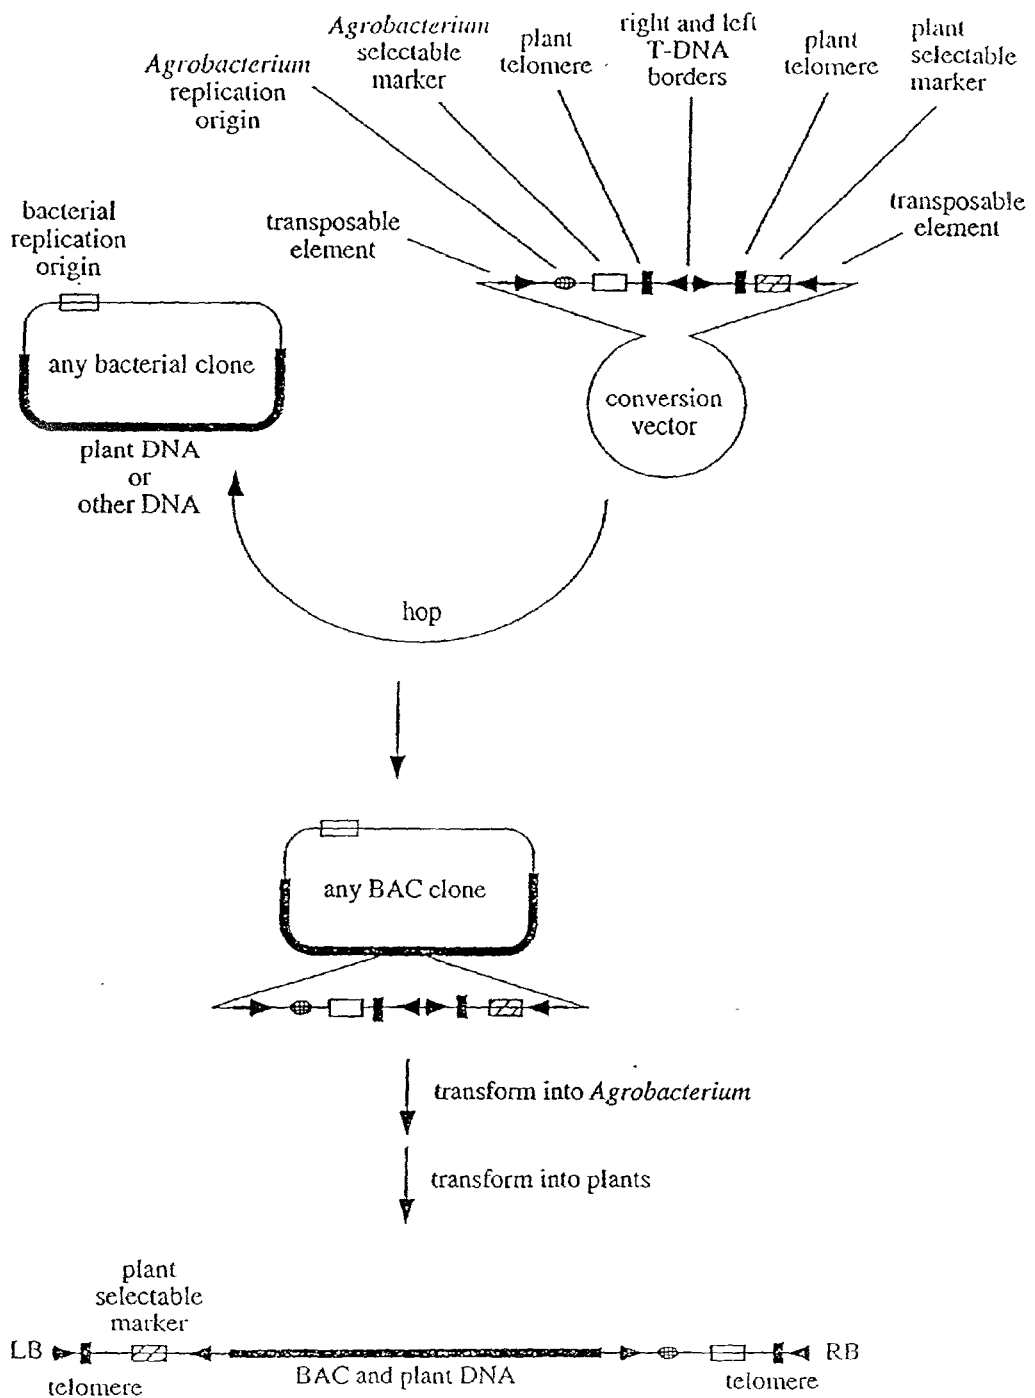 Agrobacterium
replication
origin
Agrobacterium
selectable
marker
plant
telomere
right and left
T-DNA
borders
plant
telomere
plant
selectable
marker
bacterial
replication
origin
transposable
element
transposable
element
any bacterial clone
conversion
vector
plant DNA
or
other DNA
hop
any BAC clone
transform into Agrobacterium
transform into plants
plant
selectable
marker
LB
RB
telomere
BAC and plant DNA
telomere